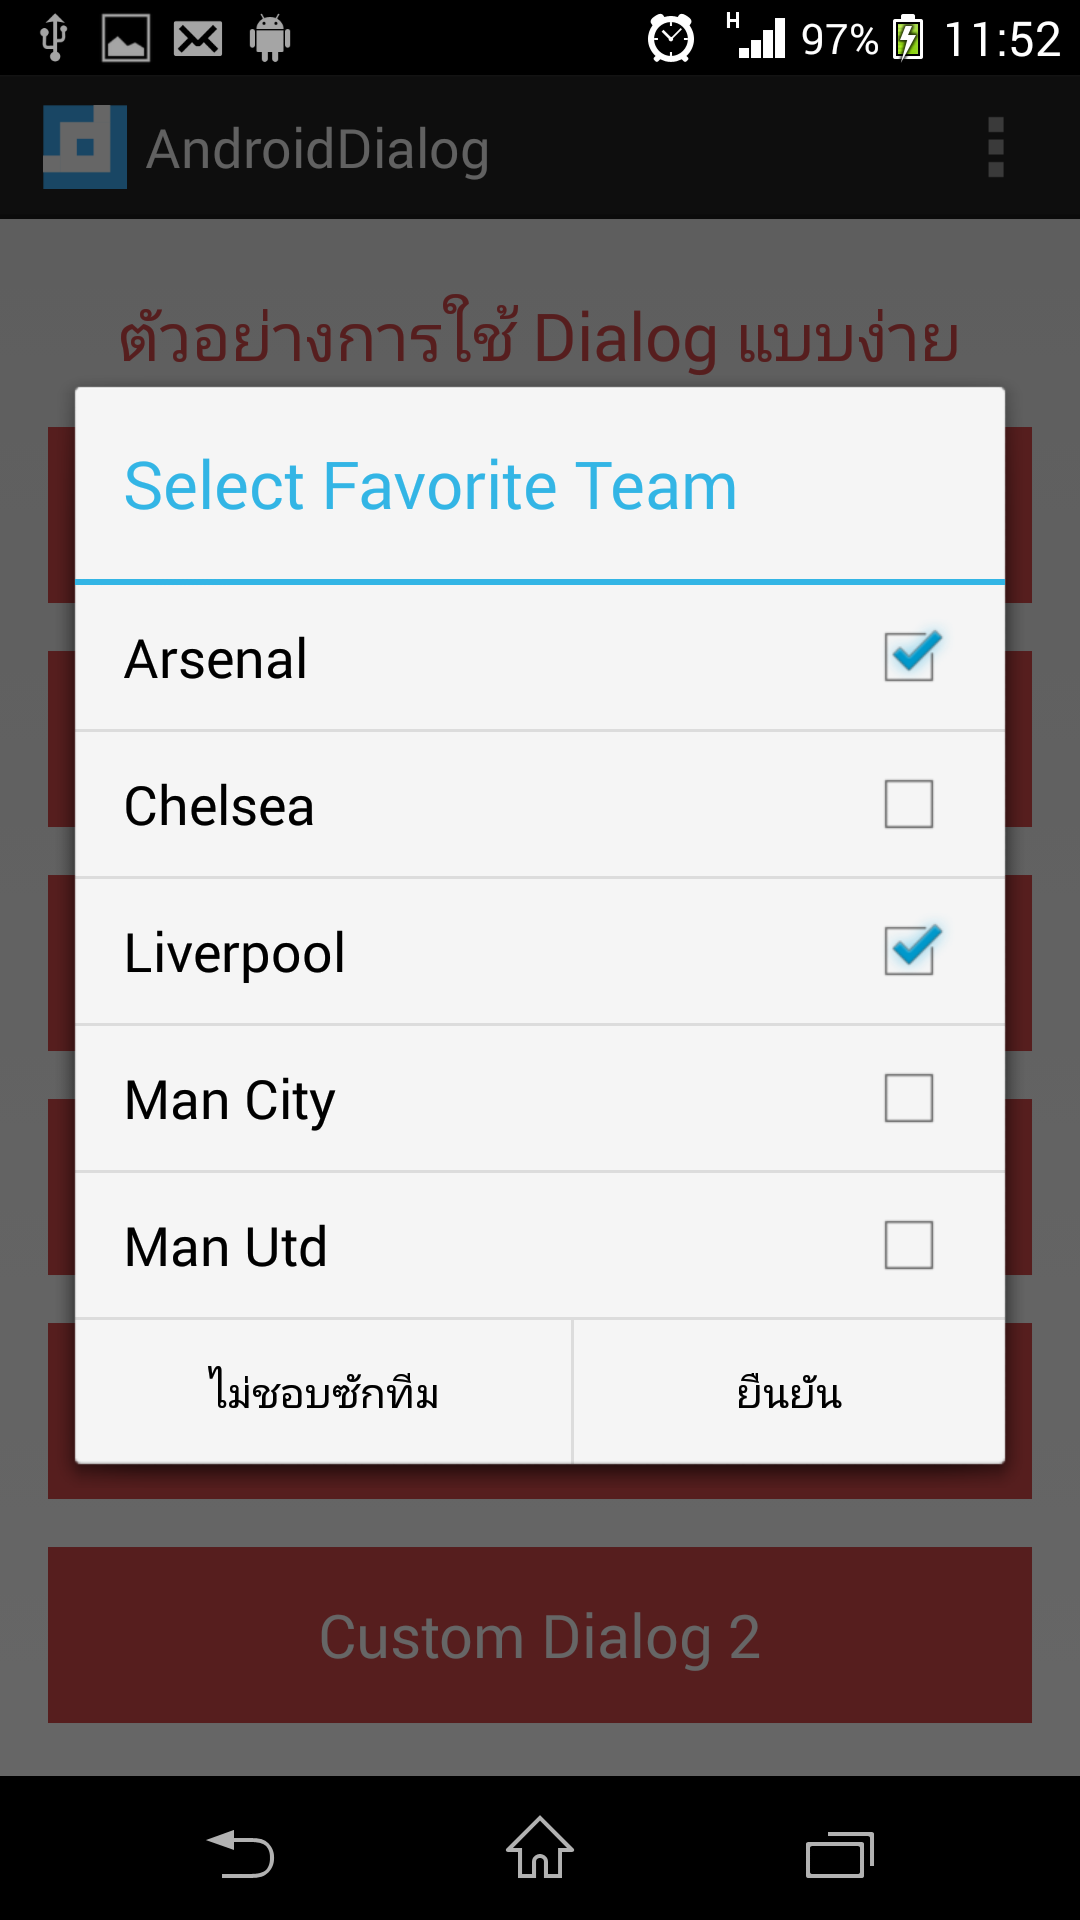 H 97% 11:52
AndroidDialog
ตัวอย่างการใช้ Dialog แบบง่าย
Select Favorite Team
Arsenal
Chelsea
Liverpool
Man City
Man Utd
ไม่ชอบซักทีม ยืนยัน
Custom Dialog 2